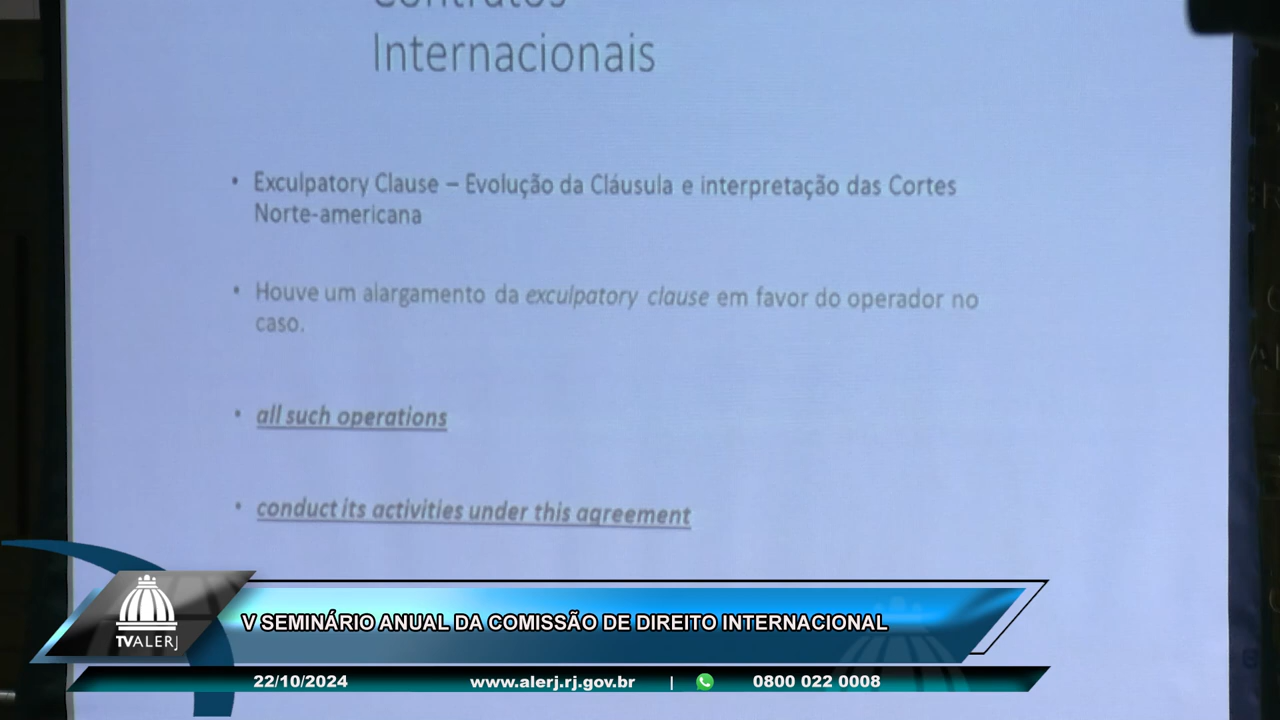 Contratos
Internacionais
• Exculpatory Clause – Evolução da Cláusula e interpretação das Cortes
Norte-americana
• Houve um alargamento da exculpatory clause em favor do operador no
caso.
• all such operations
• conduct its activities under this agreement
V SEMINÁRIO ANUAL DA COMISSÃO DE DIREITO INTERNACIONAL
TVALERJ
22/10/2024 www.alerj.rj.gov.br | 0800 022 0008